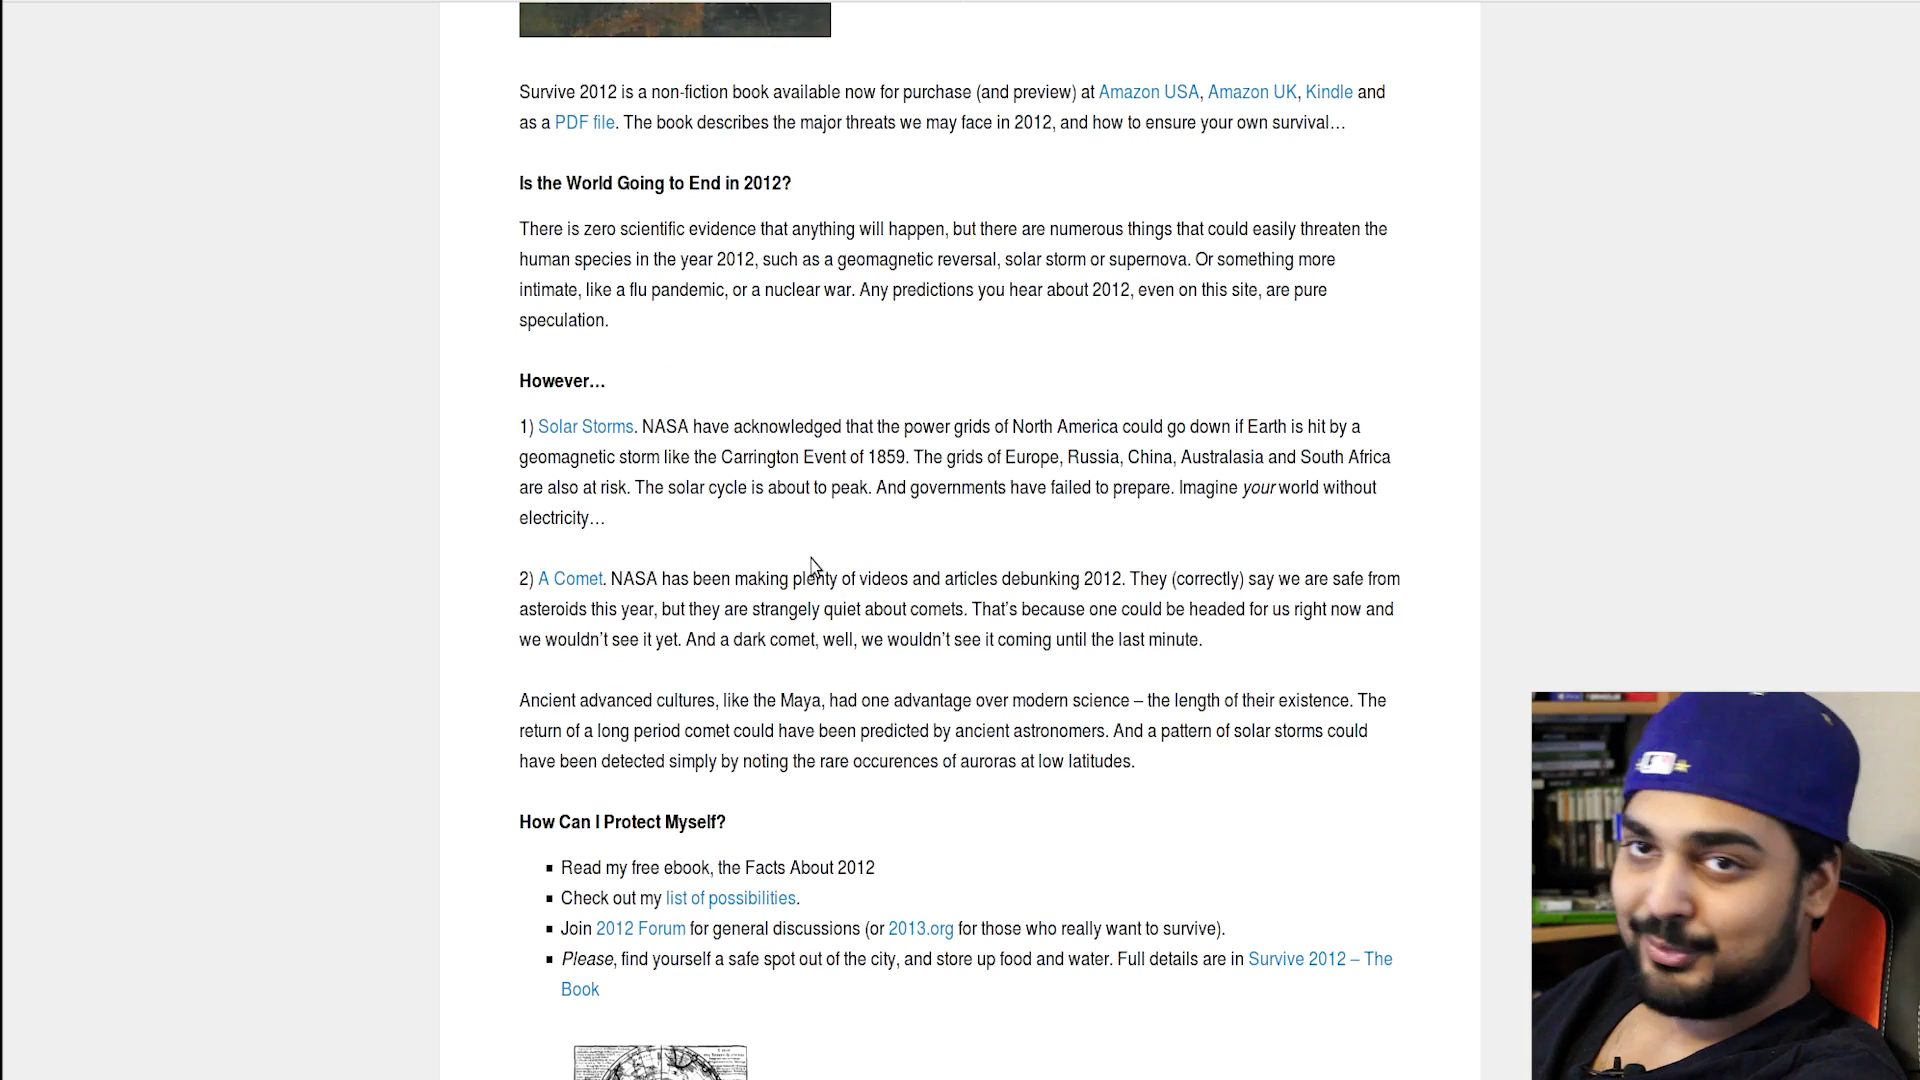 Survive 2012 is a non-fiction book available now for purchase (and preview) at Amazon USA, Amazon UK, Kindle and
as a PDF file. The book describes the major threats we may face in 2012, and how to ensure your own survival…
Is the World Going to End in 2012?
There is zero scientific evidence that anything will happen, but there are numerous things that could easily threaten the
human species in the year 2012, such as a geomagnetic reversal, solar storm or supernova. Or something more
intimate, like a flu pandemic, or a nuclear war. Any predictions you hear about 2012, even on this site, are pure
speculation.
However…
1) Solar Storms. NASA have acknowledged that the power grids of North America could go down if Earth is hit by a
geomagnetic storm like the Carrington Event of 1859. The grids of Europe, Russia, China, Australasia and South Africa
are also at risk. The solar cycle is about to peak. And governments have failed to prepare. Imagine your world without
electricity…
2) A Comet. NASA has been making plenty of videos and articles debunking 2012. They (correctly) say we are safe from
asteroids this year, but they are strangely quiet about comets. That’s because one could be headed for us right now and
we wouldn’t see it yet. And a dark comet, well, we wouldn’t see it coming until the last minute.
Ancient advanced cultures, like the Maya, had one advantage over modern science – the length of their existence. The
return of a long period comet could have been predicted by ancient astronomers. And a pattern of solar storms could
have been detected simply by noting the rare occurences of auroras at low latitudes.
How Can I Protect Myself?
▪ Read my free ebook, the Facts About 2012
▪ Check out my list of possibilities.
▪ Join 2012 Forum for general discussions (or 2013.org for those who really want to survive).
▪ Please, find yourself a safe spot out of the city, and store up food and water. Full details are in Survive 2012 – The
Book